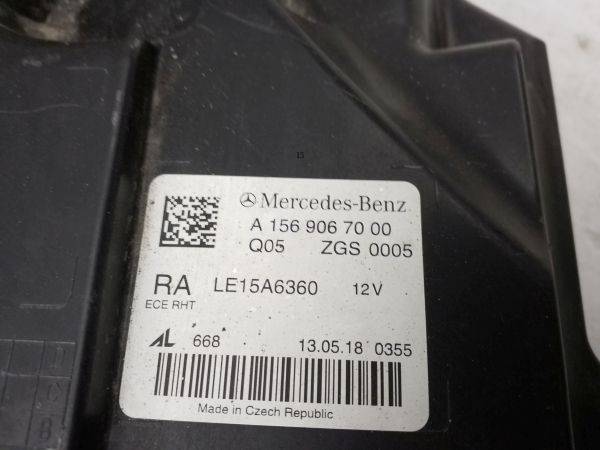 15
Mercedes-Benz
A 156 906 70 00
Q05 ZGS 0005
RA LE15A6360 12V
ECE RHT
AL 668 13.05.18 0355
Made in Czech Republic
D
C
B